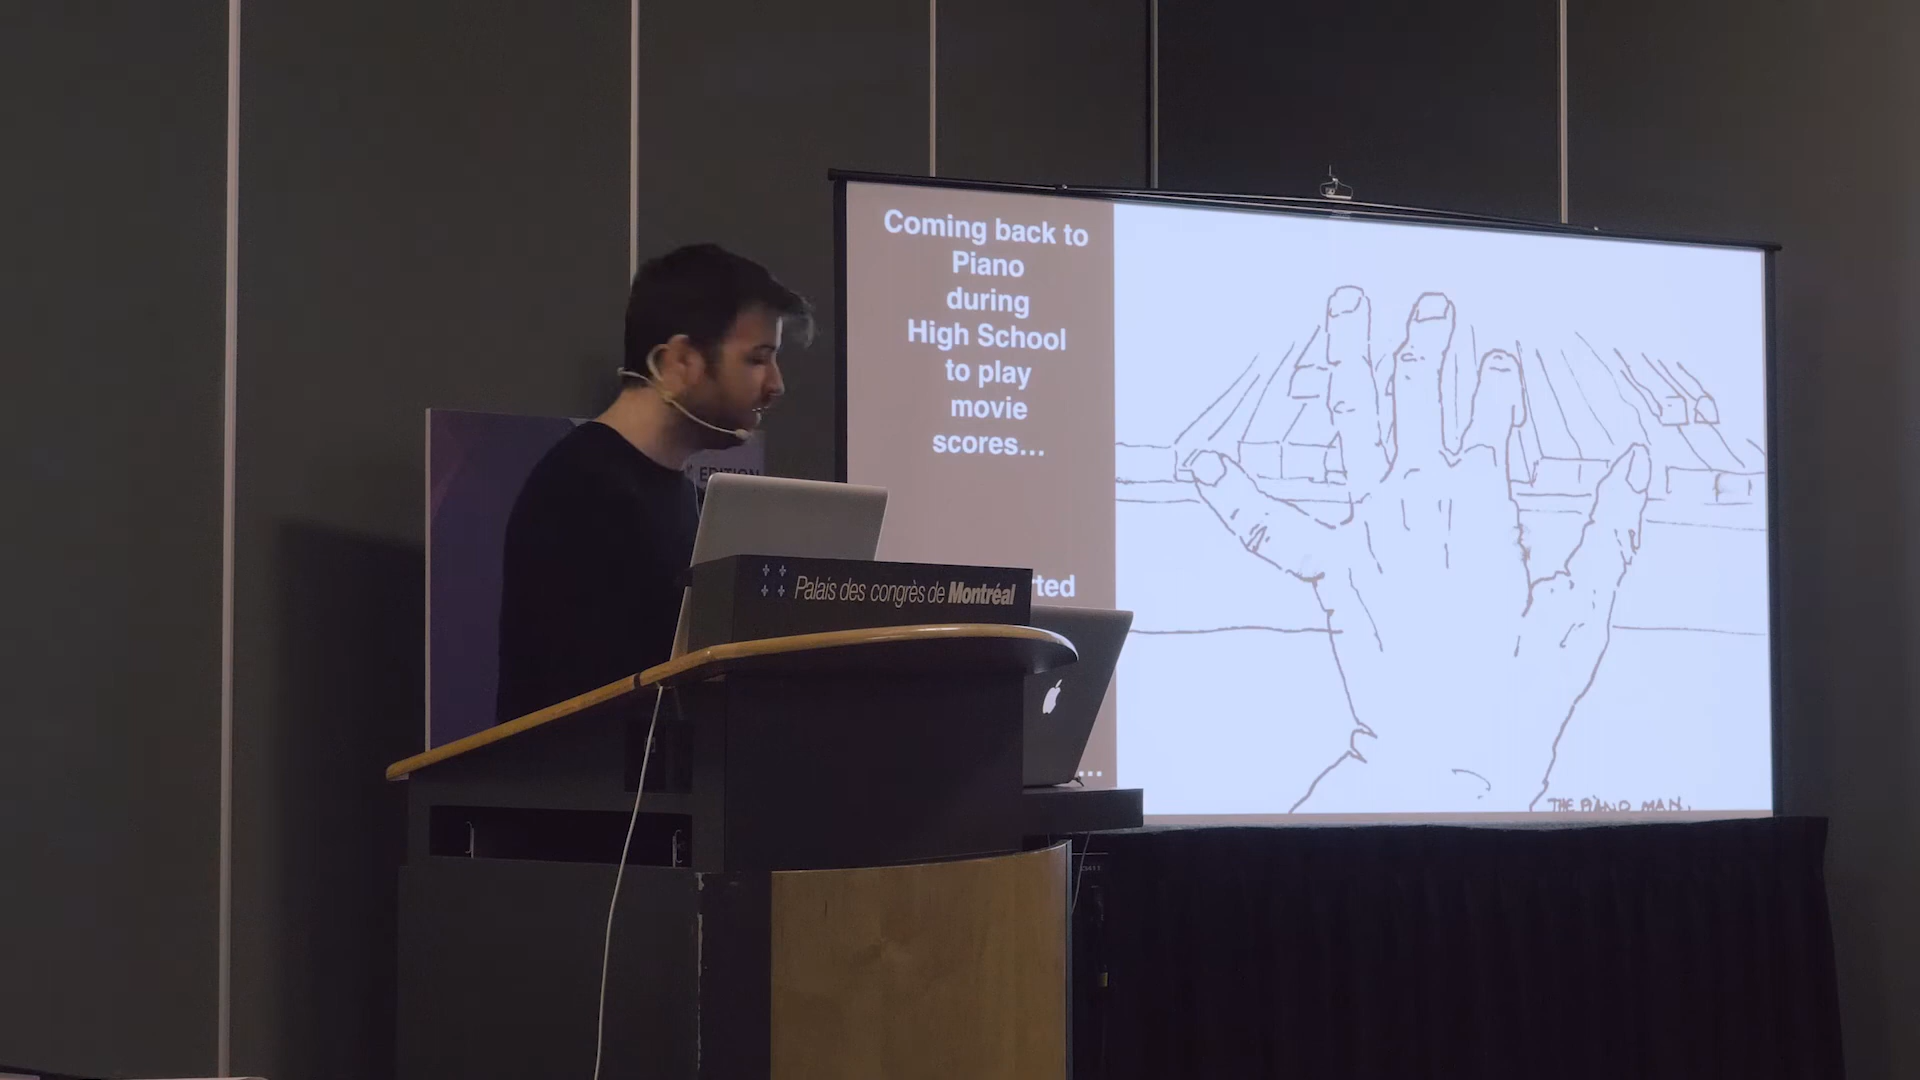 Coming back to
Piano
during
High School
to play
movie
scores...
rted
...
EDITION
Palais des congrès de Montréal
THE PIANO MAN.